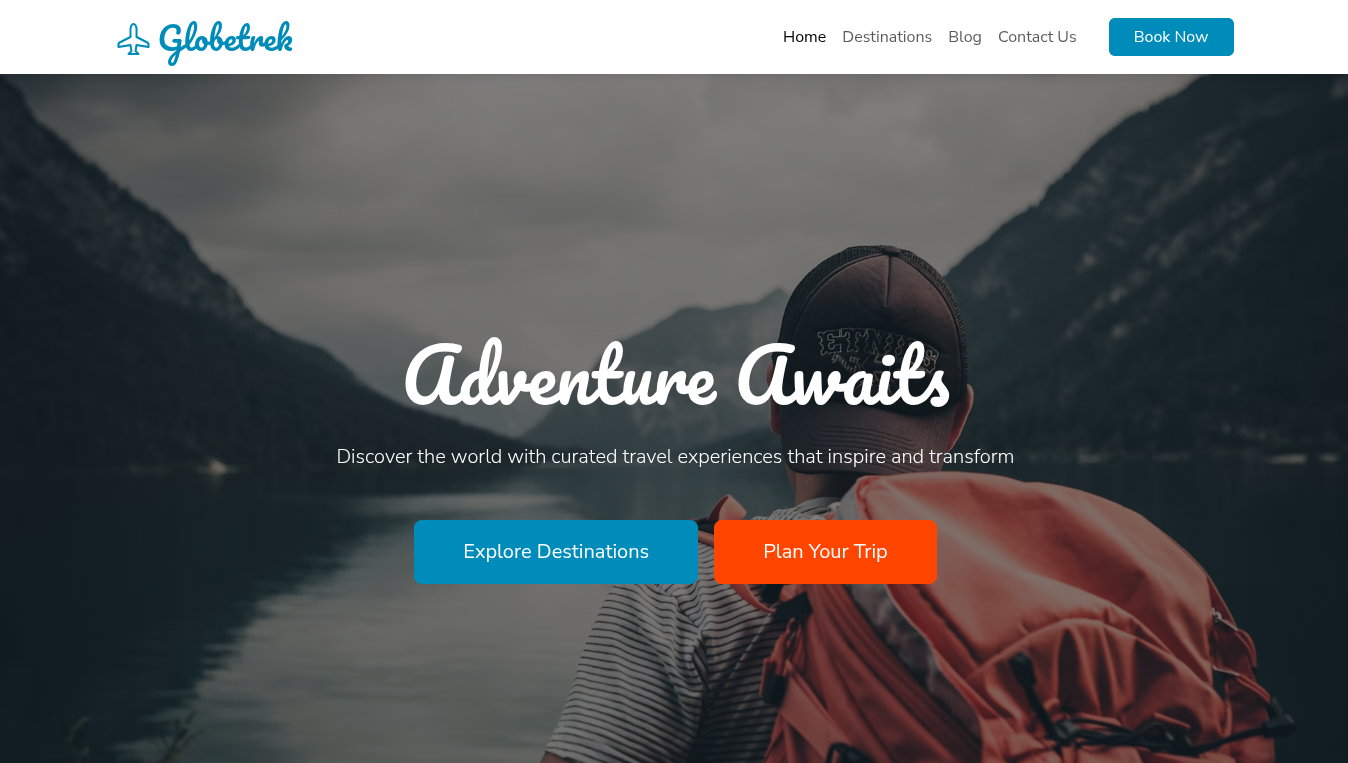 Globetrek
Home Destinations Blog Contact Us Book Now
ETNIES
Adventure Awaits
Discover the world with curated travel experiences that inspire and transform
Explore Destinations Plan Your Trip